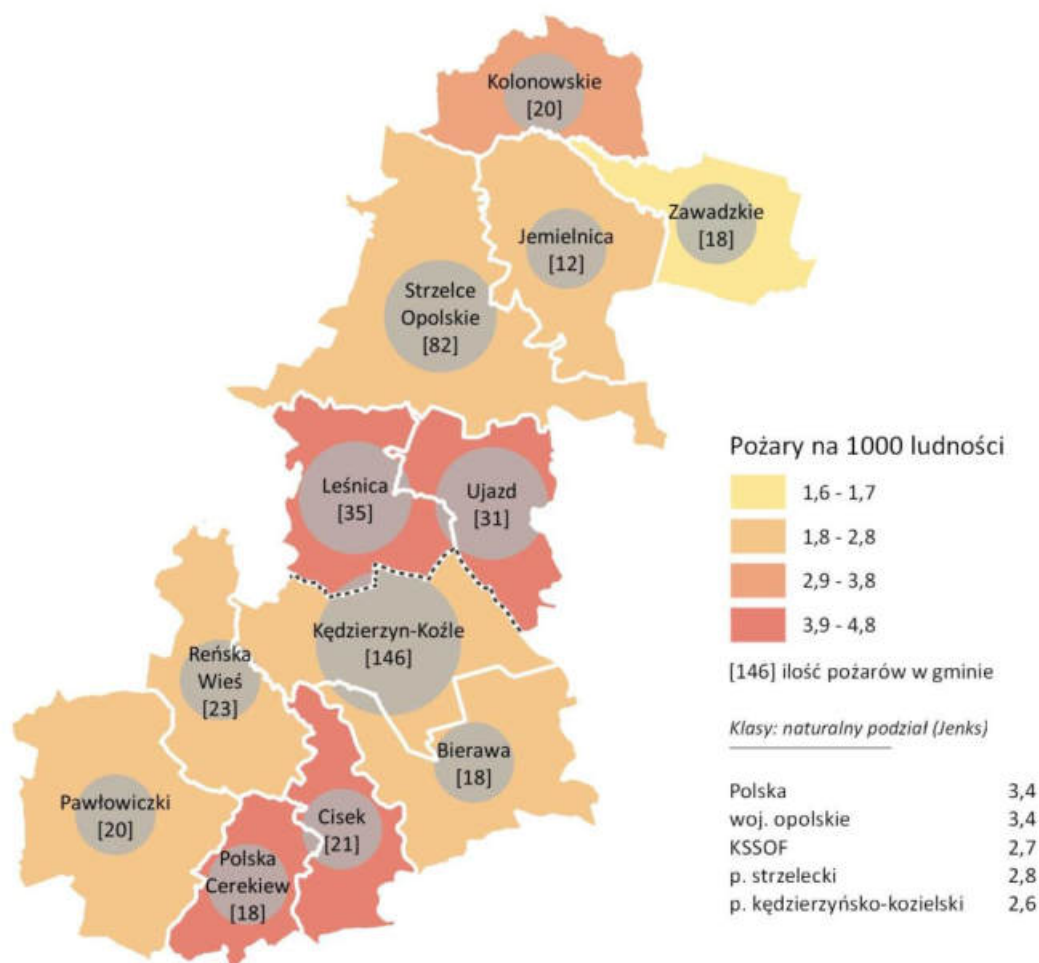 Kolonowskie
[20]
Zawadzkie
[18]
Jemielnica
[12]
Strzelce
Opolskie
[82]
Leśnica
[35]
Ujazd
[31]
Kędzierzyn-Koźle
[146]
Reńska
Wieś
[23]
Bierawa
[18]
Pawłowiczki
[20]
Cisek
[21]
Polska
Cerekiew
[18]
Pożary na 1000 ludności
1,6 - 1,7
1,8 - 2,8
2,9 - 3,8
3,9 - 4,8
[146] ilość pożarów w gminie
Klasy: naturalny podział (Jenks)
Polska 3,4
woj. opolskie 3,4
KSSOF 2,7
p. strzelecki 2,8
p. kędzierzyńsko-kozielski 2,6